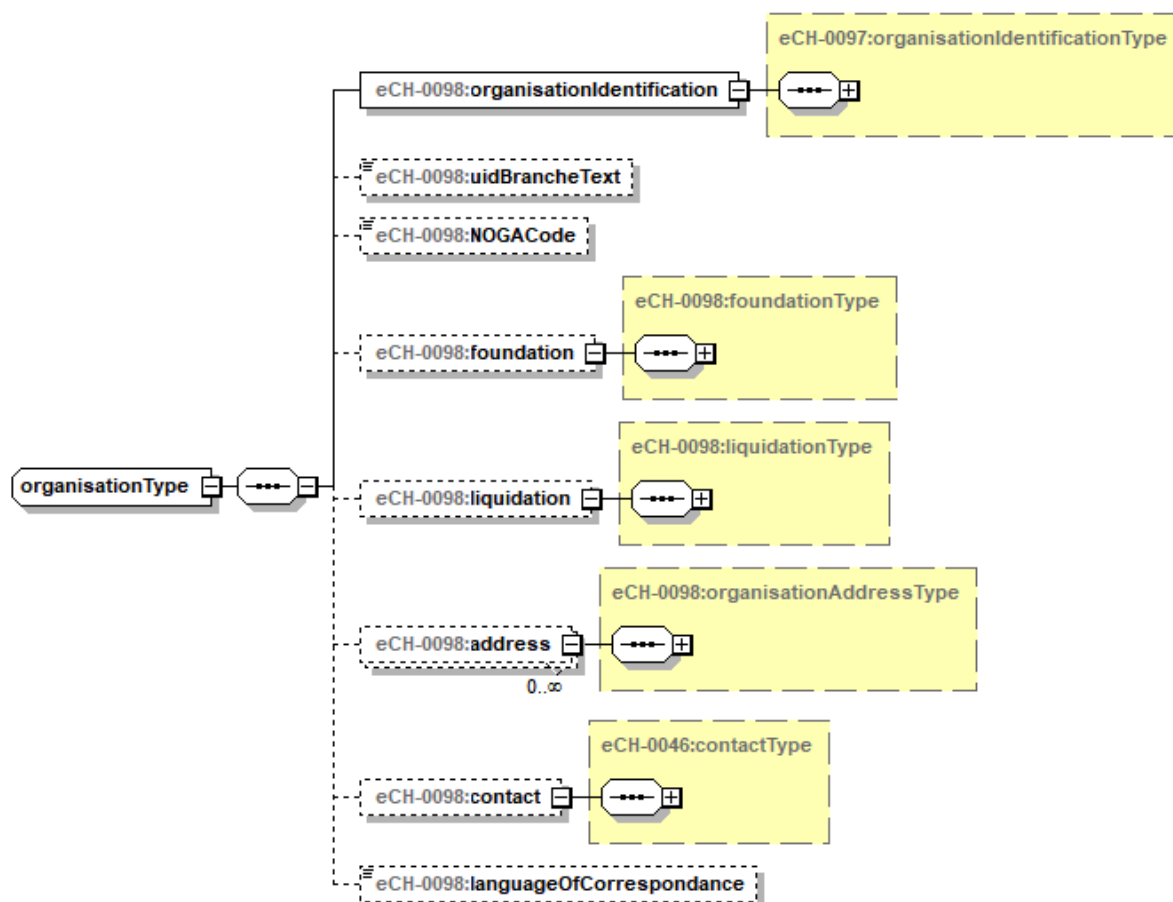 eCH-0097:organisationIdentificationType
eCH-0098:organisationIdentification
eCH-0098:uidBrancheText
eCH-0098:NOGACode
eCH-0098:foundationType
eCH-0098:foundation
eCH-0098:liquidationType
organisationType
eCH-0098:liquidation
eCH-0098:organisationAddressType
eCH-0098:address
0..∞
eCH-0046:contactType
eCH-0098:contact
eCH-0098:languageOfCorrespondance